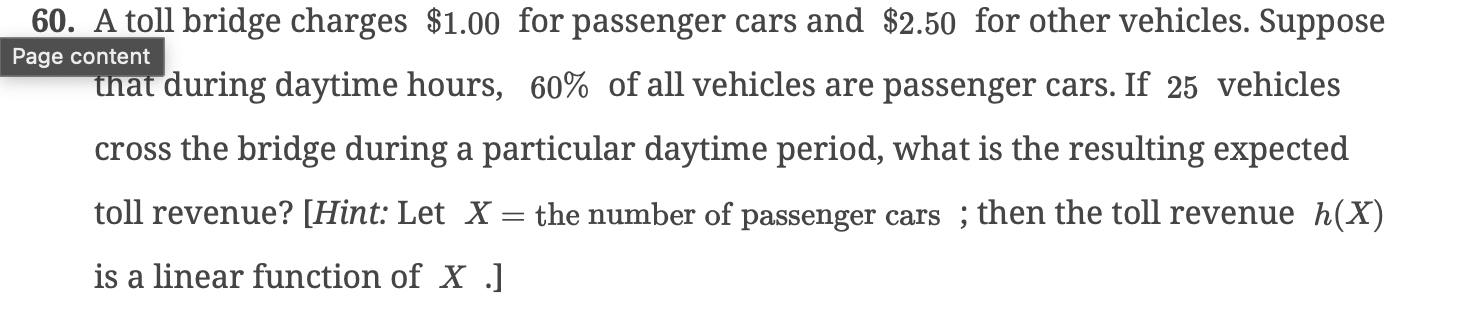 60. A toll bridge charges $1.00 for passenger cars and $2.50 for other vehicles. Suppose
Page content
that during daytime hours, 60% of all vehicles are passenger cars. If 25 vehicles
cross the bridge during a particular daytime period, what is the resulting expected
toll revenue? [Hint: Let X = the number of passenger cars ; then the toll revenue h(X)
is a linear function of X .]